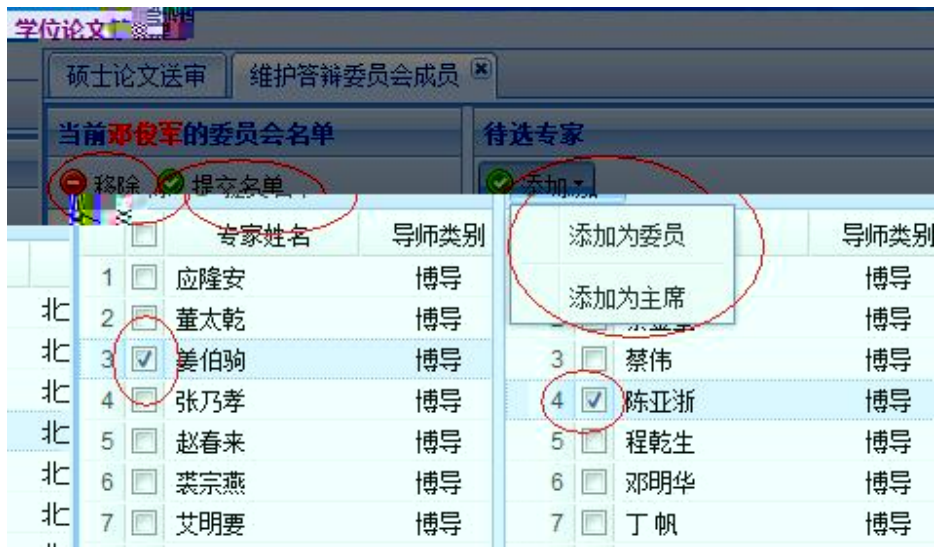 学位论文
硕士论文送审 维护答辩委员会成员
当前邓俊军的委员会名单 待选专家
移除 提交名单 添加
专家姓名 导师类别 添加为委员 导师类别
1 应隆安 博导 添加为主席 博导
北 2 董太乾 博导 博导
北 3 姜伯驹 博导 3 蔡伟 博导
北 4 张乃孝 博导 4 陈亚浙 博导
北 5 赵春来 博导 5 程乾生 博导
北 6 裘宗燕 博导 6 邓明华 博导
北 7 艾明要 博导 7 丁帆 博导